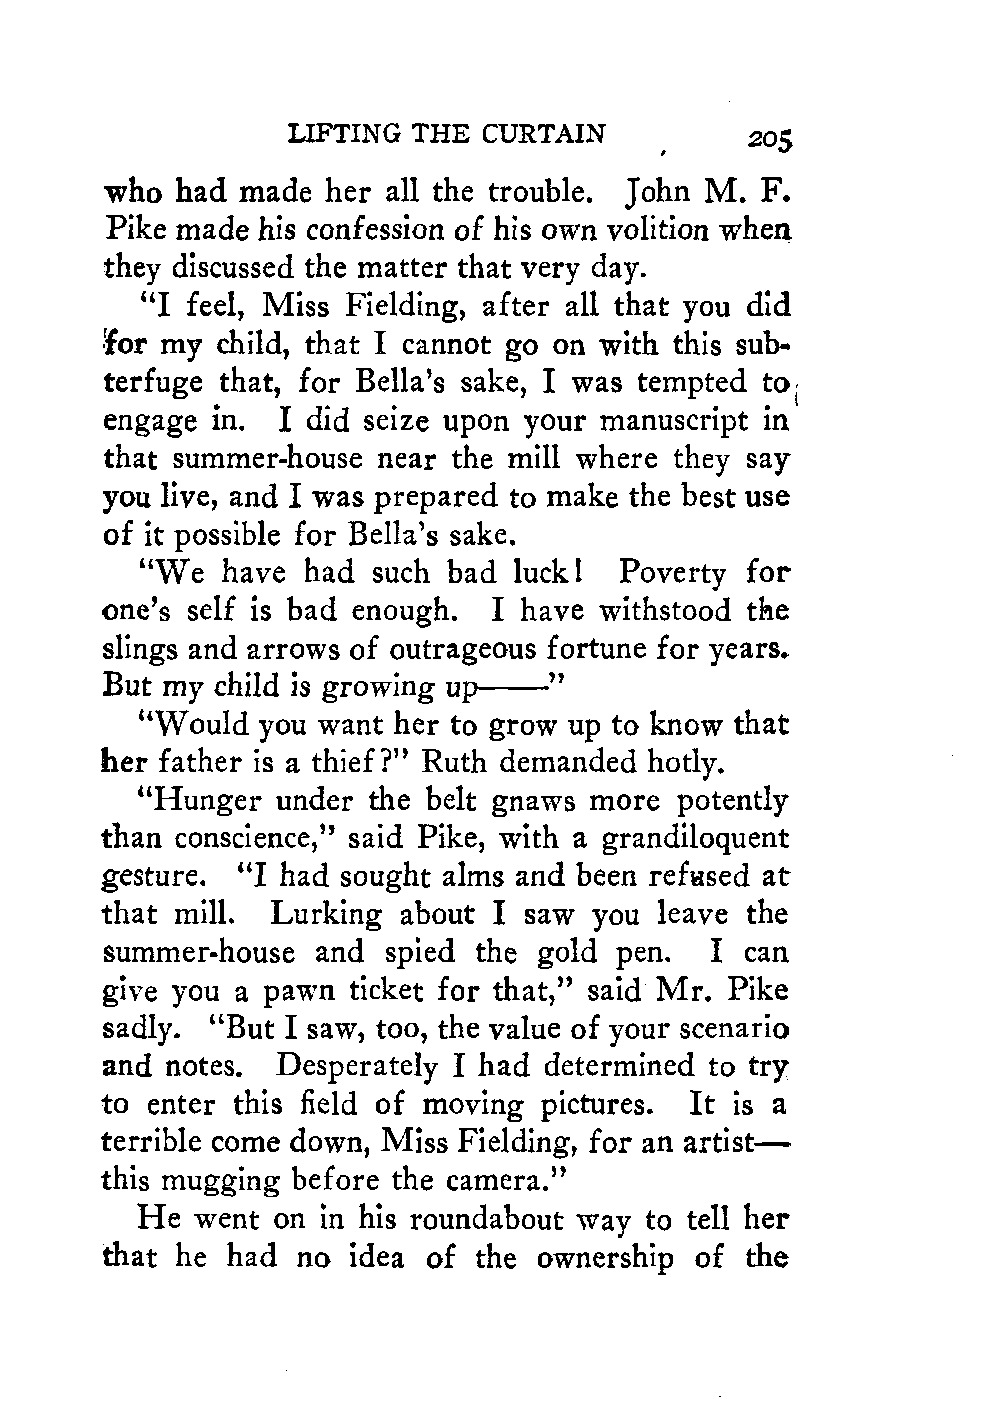 LIFTING THE CURTAIN 205
who had made her all the trouble. John M. F.
Pike made his confession of his own volition when
they discussed the matter that very day.
"I feel, Miss Fielding, after all that you did
for my child, that I cannot go on with this sub-
terfuge that, for Bella's sake, I was tempted to
engage in. I did seize upon your manuscript in
that summer-house near the mill where they say
you live, and I was prepared to make the best use
of it possible for Bella's sake.
"We have had such bad luck! Poverty for
one's self is bad enough. I have withstood the
slings and arrows of outrageous fortune for years.
But my child is growing up——"
"Would you want her to grow up to know that
her father is a thief?" Ruth demanded hotly.
"Hunger under the belt gnaws more potently
than conscience," said Pike, with a grandiloquent
gesture. "I had sought alms and been refused at
that mill. Lurking about I saw you leave the
summer-house and spied the gold pen. I can
give you a pawn ticket for that," said Mr. Pike
sadly. "But I saw, too, the value of your scenario
and notes. Desperately I had determined to try
to enter this field of moving pictures. It is a
terrible come down, Miss Fielding, for an artist—
this mugging before the camera."
He went on in his roundabout way to tell her
that he had no idea of the ownership of the